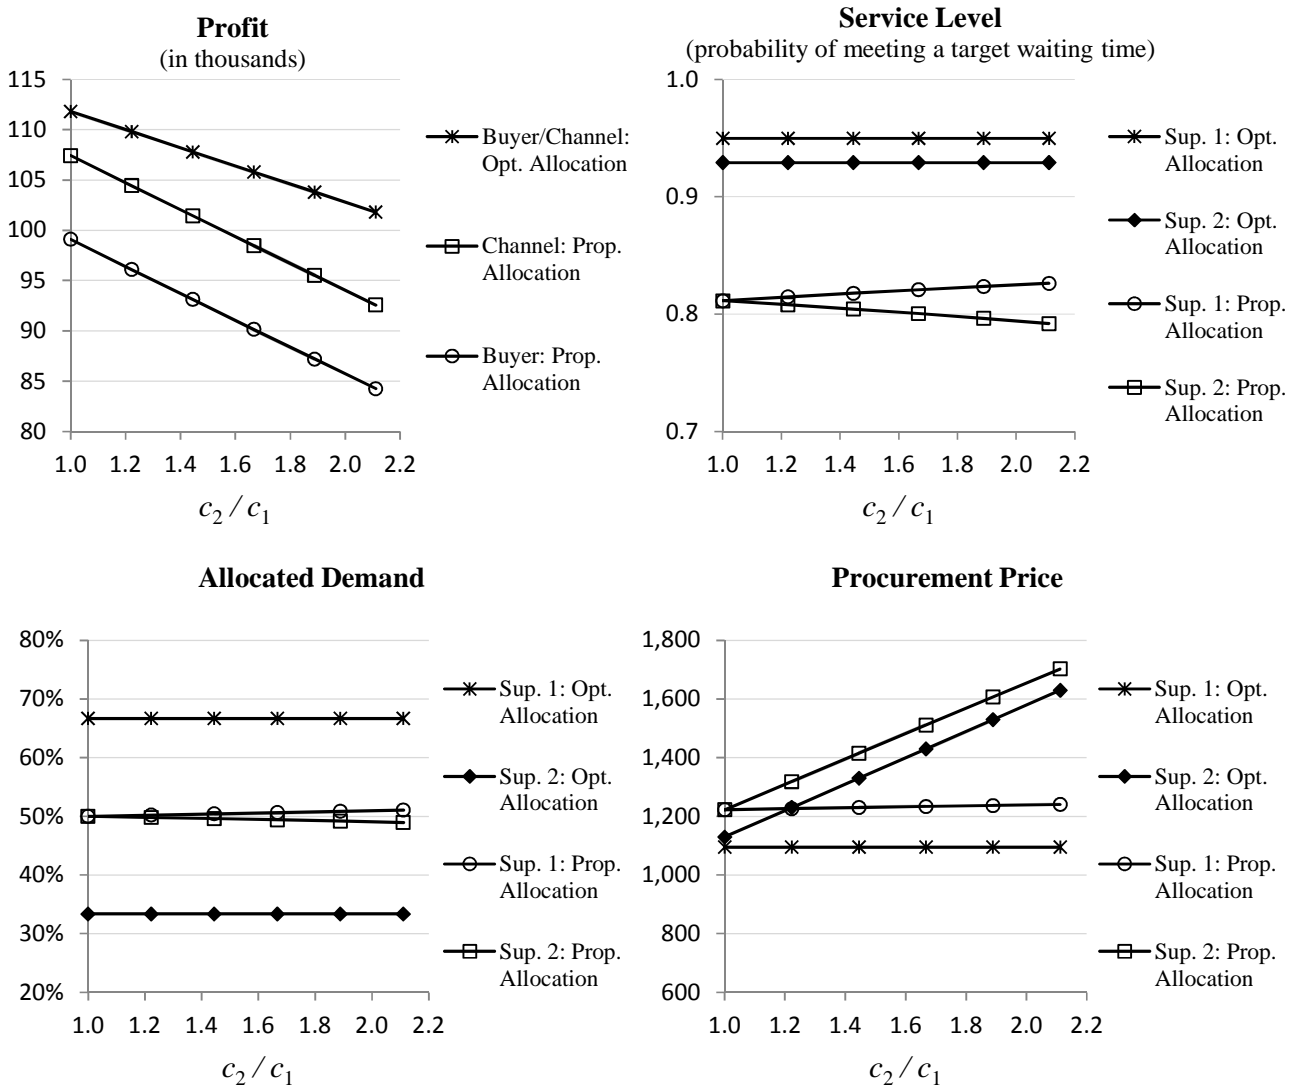 Profit
(in thousands)
115
110
105
100
95
90
85
80
1.0 1.2 1.4 1.6 1.8 2.0 2.2
c2 / c1
Buyer/Channel:
Opt. Allocation
Channel: Prop.
Allocation
Buyer: Prop.
Allocation
Service Level
(probability of meeting a target waiting time)
1.0
0.9
0.8
0.7
1.0 1.2 1.4 1.6 1.8 2.0 2.2
c2 / c1
Sup. 1: Opt.
Allocation
Sup. 2: Opt.
Allocation
Sup. 1: Prop.
Allocation
Sup. 2: Prop.
Allocation
Allocated Demand
80%
70%
60%
50%
40%
30%
20%
1.0 1.2 1.4 1.6 1.8 2.0 2.2
c2 / c1
Sup. 1: Opt.
Allocation
Sup. 2: Opt.
Allocation
Sup. 1: Prop.
Allocation
Sup. 2: Prop.
Allocation
Procurement Price
1,800
1,600
1,400
1,200
1,000
800
600
1.0 1.2 1.4 1.6 1.8 2.0 2.2
c2 / c1
Sup. 1: Opt.
Allocation
Sup. 2: Opt.
Allocation
Sup. 1: Prop.
Allocation
Sup. 2: Prop.
Allocation